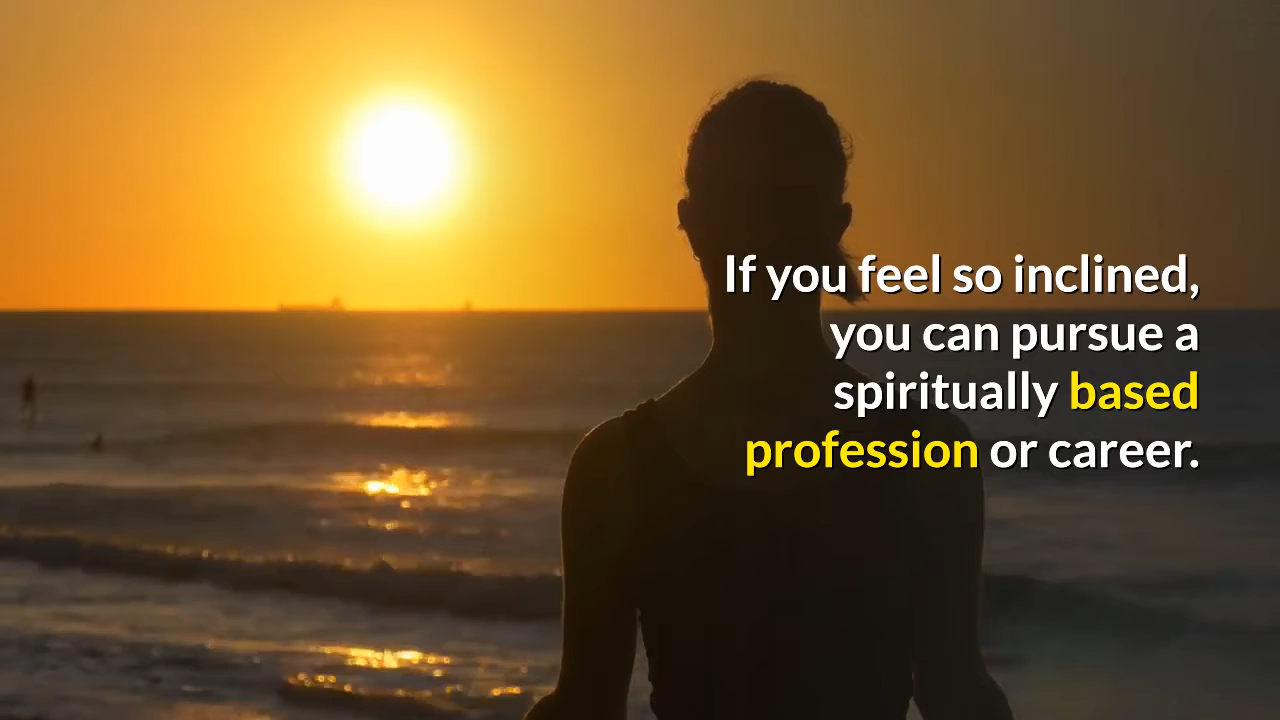 If you feel so inclined,
you can pursue a
spiritually based
profession or career.